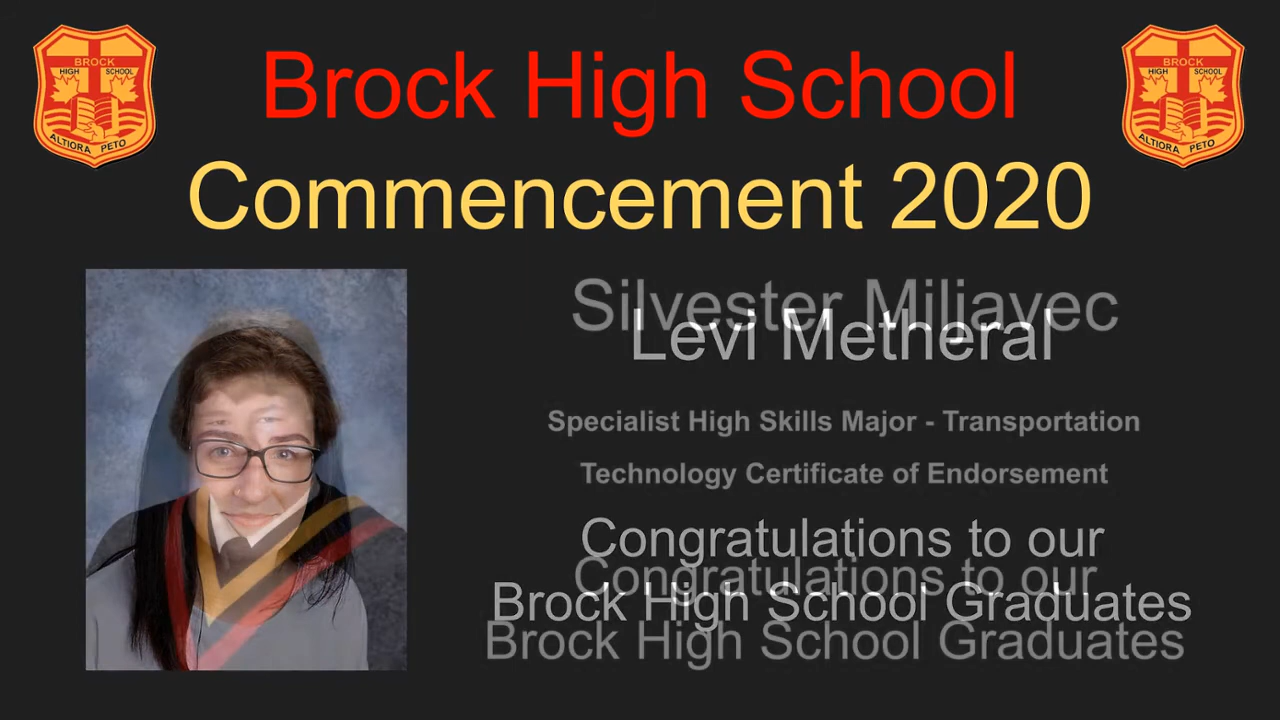 BROCK
HIGH SCHOOL
ALTIORA PETO
Brock High School
BROCK
HIGH SCHOOL
ALTIORA PETO
Commencement 2020
Silvester Miljavec
Levi Metheral
Specialist High Skills Major - Transportation
Technology Certificate of Endorsement
Congratulations to our
Congratulations to our
Brock High School Graduates
Brock High School Graduates